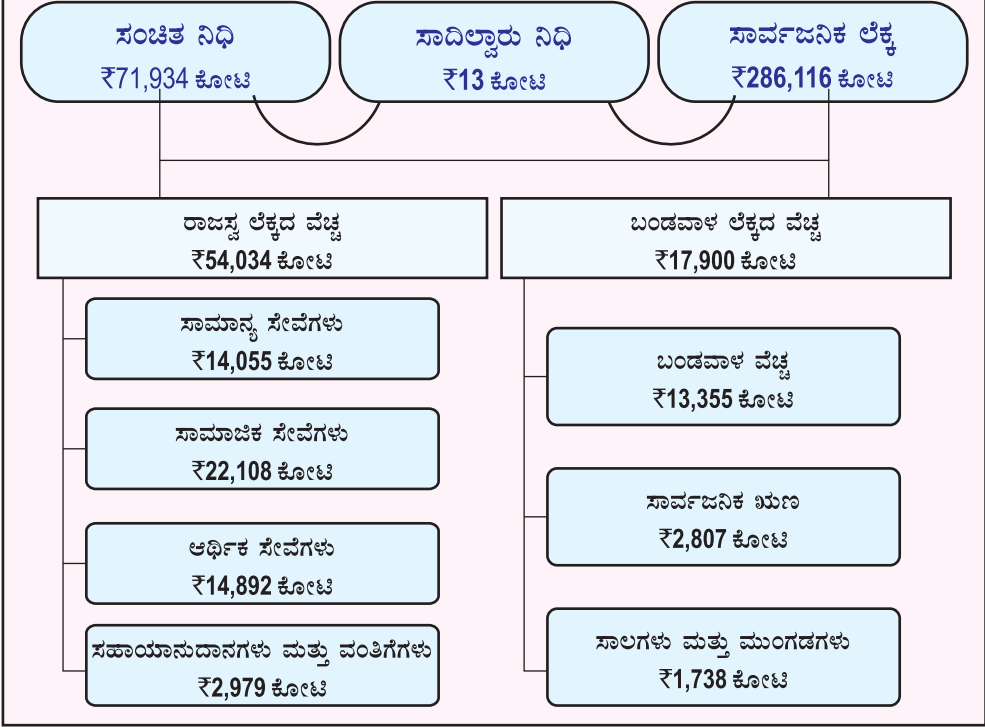 ಸಂಚಿತ ನಿಧಿ
₹71,934 ಕೋಟಿ
ಸಾದಿಲ್ವಾರು ನಿಧಿ
₹13 ಕೋಟಿ
ಸಾರ್ವಜನಿಕ ಲೆಕ್ಕ
₹286,116 ಕೋಟಿ
ರಾಜಸ್ವ ಲೆಕ್ಕದ ವೆಚ್ಚ
₹54,034 ಕೋಟಿ
ಸಾಮಾನ್ಯ ಸೇವೆಗಳು
₹14,055 ಕೋಟಿ
ಸಾಮಾಜಿಕ ಸೇವೆಗಳು
₹22,108 ಕೋಟಿ
ಆರ್ಥಿಕ ಸೇವೆಗಳು
₹14,892 ಕೋಟಿ
ಸಹಾಯಾನುದಾನಗಳು ಮತ್ತು ವಂತಿಗೆಗಳು
₹2,979 ಕೋಟಿ
ಬಂಡವಾಳ ಲೆಕ್ಕದ ವೆಚ್ಚ
₹17,900 ಕೋಟಿ
ಬಂಡವಾಳ ವೆಚ್ಚ
₹13,355 ಕೋಟಿ
ಸಾರ್ವಜನಿಕ ಋಣ
₹2,807 ಕೋಟಿ
ಸಾಲಗಳು ಮತ್ತು ಮುಂಗಡಗಳು
₹1,738 ಕೋಟಿ